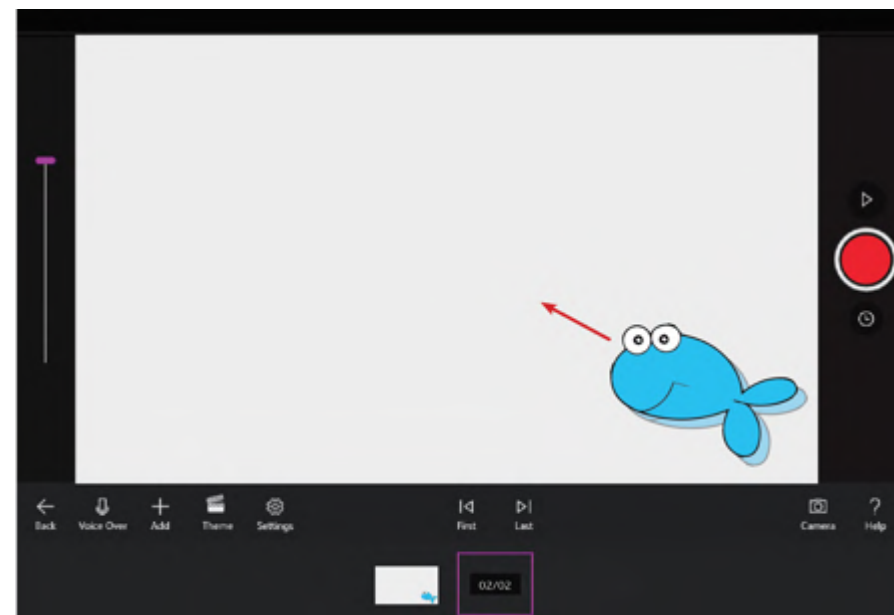 Back
Voice Over
Add
Theme
Settings
First
Last
Camera
Help
02/02